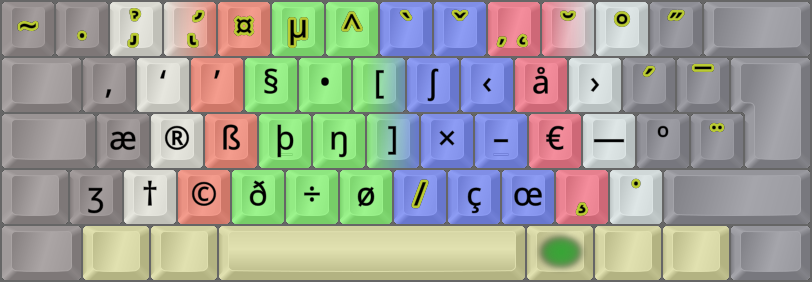 ~ . ̉ ̛ ¤ µ ^ ` ˇ , ˘ ° ˝
, ‘ ’ § • [ ∫ ‹ å › ´ ¯
æ ® ß þ ŋ ] × – € — º ¨
ʒ † © ð ÷ ø / ç œ ¸ ˙